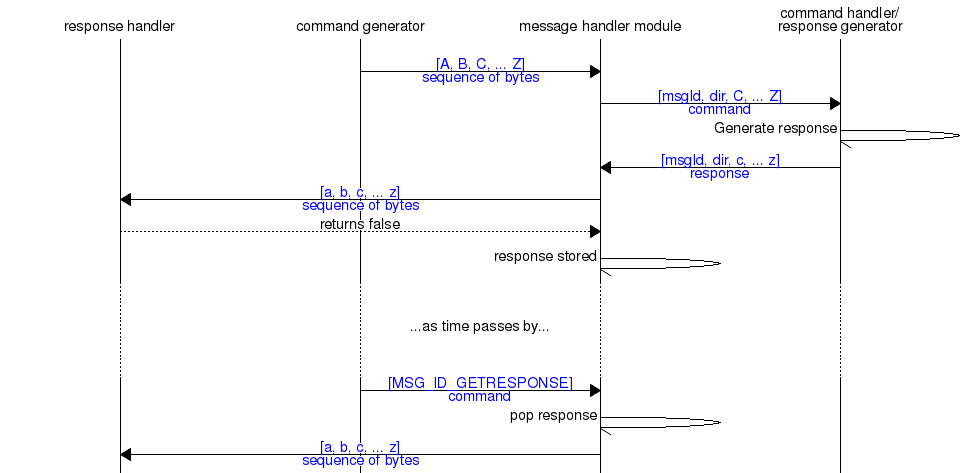 response handler
command generator
message handler module
command handler/
response generator
[A, B, C, ... Z]
sequence of bytes
[msgId, dir, C, ... Z]
command
Generate response
[msgId, dir, c, ... z]
response
[a, b, c, ... z]
sequence of bytes
returns false
response stored
...as time passes by...
[MSG_ID_GETRESPONSE]
command
pop response
[a, b, c, ... z]
sequence of bytes